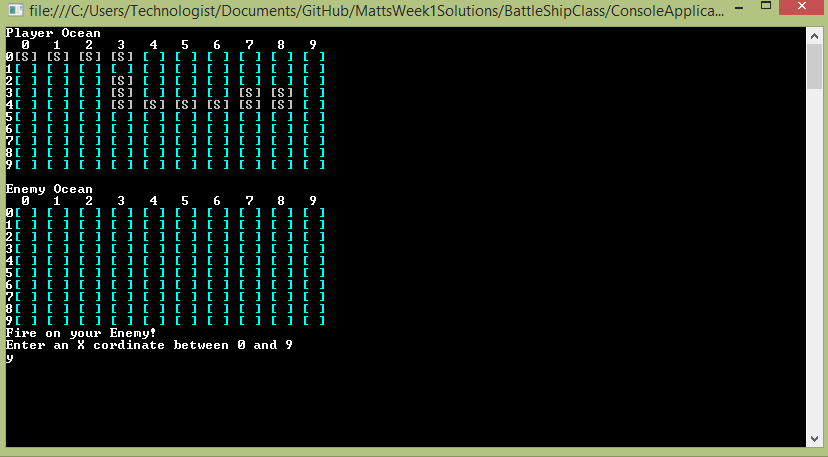 file:///C:/Users/Technologist/Documents/GitHub/MattsWeek1Solutions/BattleShipClass/ConsoleApplica...
Player Ocean
  0  1  2  3  4  5  6  7  8  9
0[S] [S] [S] [S] [ ] [ ] [ ] [ ] [ ] [ ]
1[ ] [ ] [ ] [ ] [ ] [ ] [ ] [ ] [ ] [ ]
2[ ] [ ] [ ] [S] [ ] [ ] [ ] [ ] [ ] [ ]
3[ ] [ ] [ ] [S] [ ] [ ] [ ] [S] [S] [ ]
4[ ] [ ] [ ] [S] [S] [S] [S] [S] [S] [ ]
5[ ] [ ] [ ] [ ] [ ] [ ] [ ] [ ] [ ] [ ]
6[ ] [ ] [ ] [ ] [ ] [ ] [ ] [ ] [ ] [ ]
7[ ] [ ] [ ] [ ] [ ] [ ] [ ] [ ] [ ] [ ]
8[ ] [ ] [ ] [ ] [ ] [ ] [ ] [ ] [ ] [ ]
9[ ] [ ] [ ] [ ] [ ] [ ] [ ] [ ] [ ] [ ]
Enemy Ocean
  0  1  2  3  4  5  6  7  8  9
0[ ] [ ] [ ] [ ] [ ] [ ] [ ] [ ] [ ] [ ]
1[ ] [ ] [ ] [ ] [ ] [ ] [ ] [ ] [ ] [ ]
2[ ] [ ] [ ] [ ] [ ] [ ] [ ] [ ] [ ] [ ]
3[ ] [ ] [ ] [ ] [ ] [ ] [ ] [ ] [ ] [ ]
4[ ] [ ] [ ] [ ] [ ] [ ] [ ] [ ] [ ] [ ]
5[ ] [ ] [ ] [ ] [ ] [ ] [ ] [ ] [ ] [ ]
6[ ] [ ] [ ] [ ] [ ] [ ] [ ] [ ] [ ] [ ]
7[ ] [ ] [ ] [ ] [ ] [ ] [ ] [ ] [ ] [ ]
8[ ] [ ] [ ] [ ] [ ] [ ] [ ] [ ] [ ] [ ]
9[ ] [ ] [ ] [ ] [ ] [ ] [ ] [ ] [ ] [ ]
Fire on your Enemy!
Enter an X cordinate between 0 and 9
y